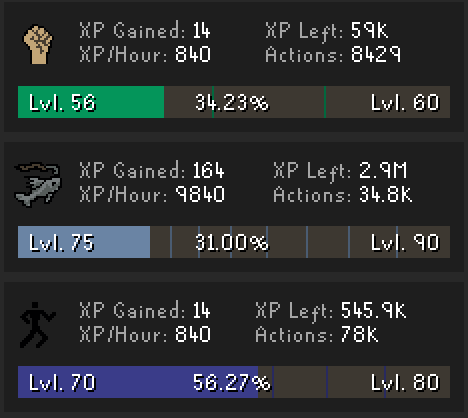 XP Gained: 14 XP Left: 59K
XP/Hour: 840 Actions: 8429
Lvl. 56 34.23% Lvl. 60
XP Gained: 164 XP Left: 2.9M
XP/Hour: 9840 Actions: 34.8K
Lvl. 75 31.00% Lvl. 90
XP Gained: 14 XP Left: 545.9K
XP/Hour: 840 Actions: 78K
Lvl. 70 56.27% Lvl. 80